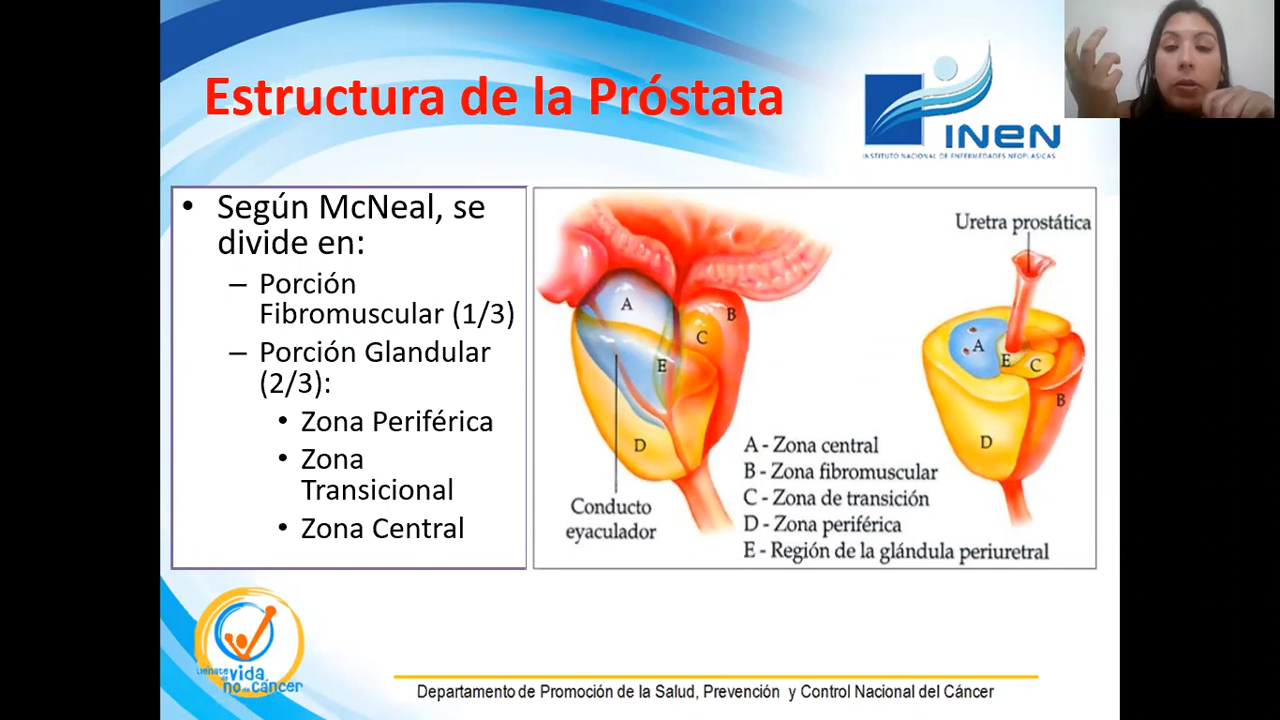 Estructura de la Próstata
INEN
INSTITUTO NACIONAL DE ENFERMEDADES NEOPLASICAS
• Según McNeal, se
divide en:
– Porción
Fibromuscular (1/3)
– Porción Glandular
(2/3):
• Zona Periférica
• Zona
Transicional
• Zona Central
Uretra prostática
A
B
C
E
D
A
E
C
B
D
Conducto
eyaculador
A - Zona central
B - Zona fibromuscular
C - Zona de transición
D - Zona periférica
E - Región de la glándula periuretral
vida
no de cáncer
Departamento de Promoción de la Salud, Prevención y Control Nacional del Cáncer